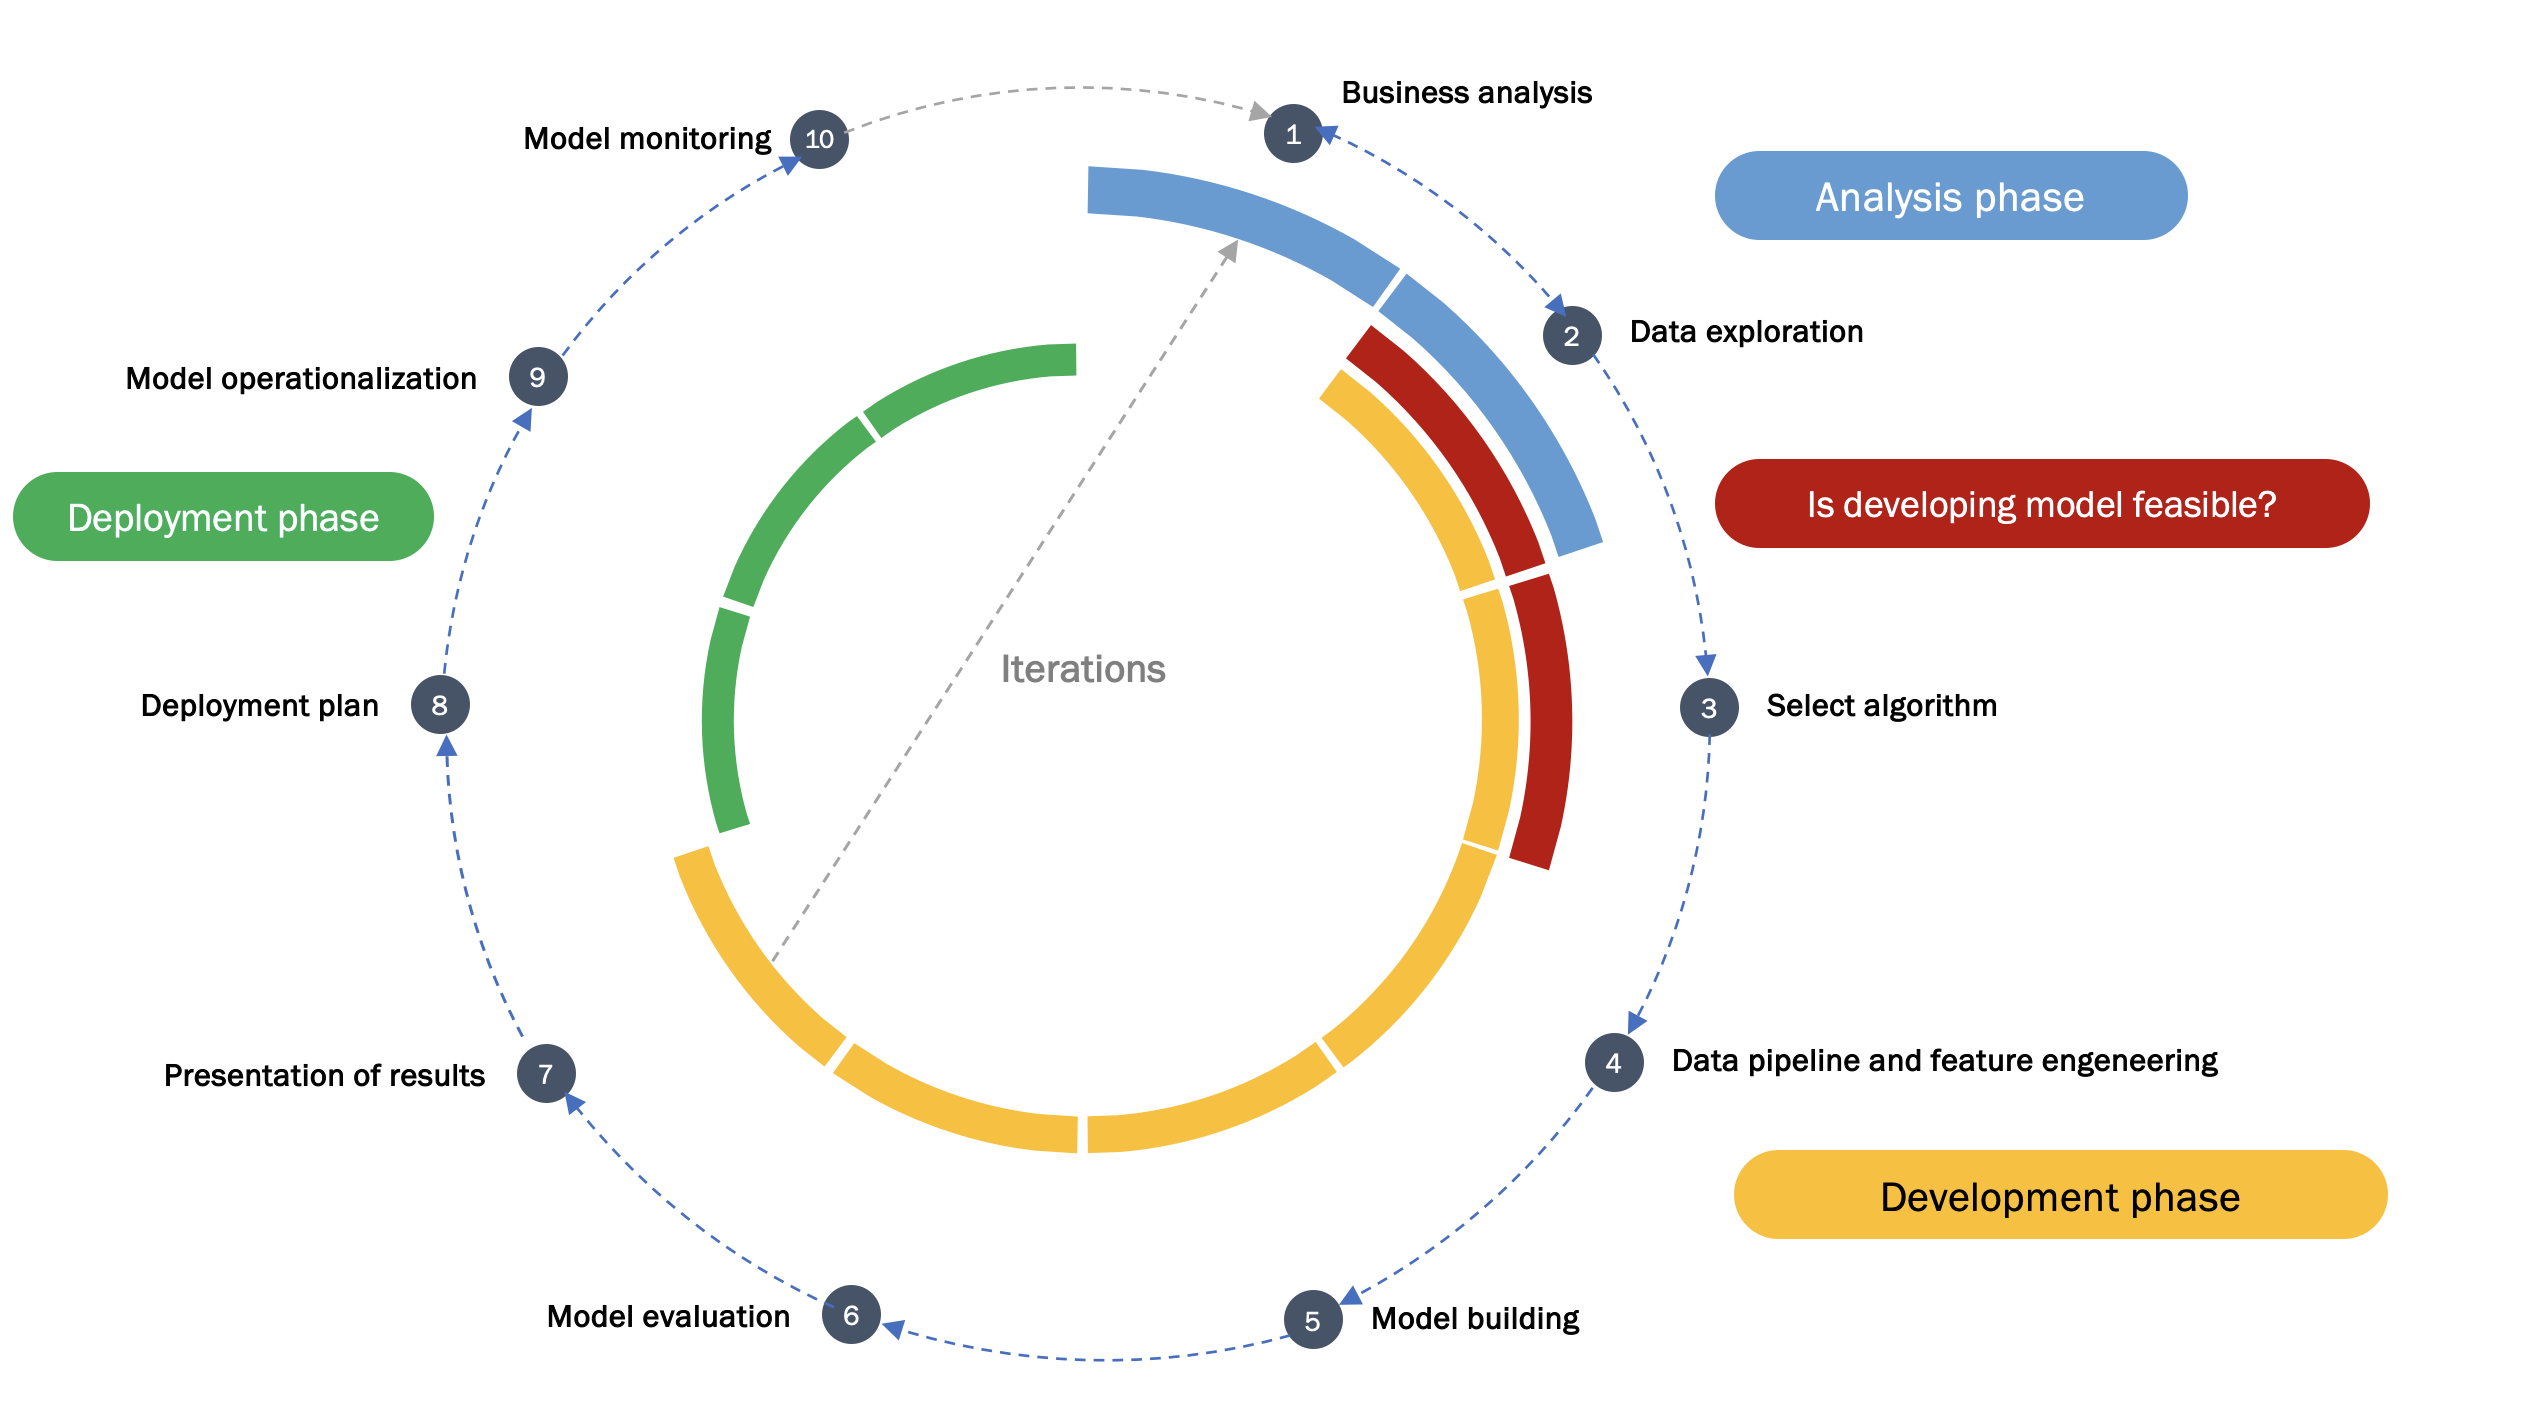 Business analysis
1
Model monitoring
10
Analysis phase
2
Data exploration
Model operationalization
9
Is developing model feasible?
Deployment phase
Iterations
Deployment plan
8
3
Select algorithm
4
Data pipeline and feature engeneering
Presentation of results
7
Development phase
Model evaluation
6
5
Model building